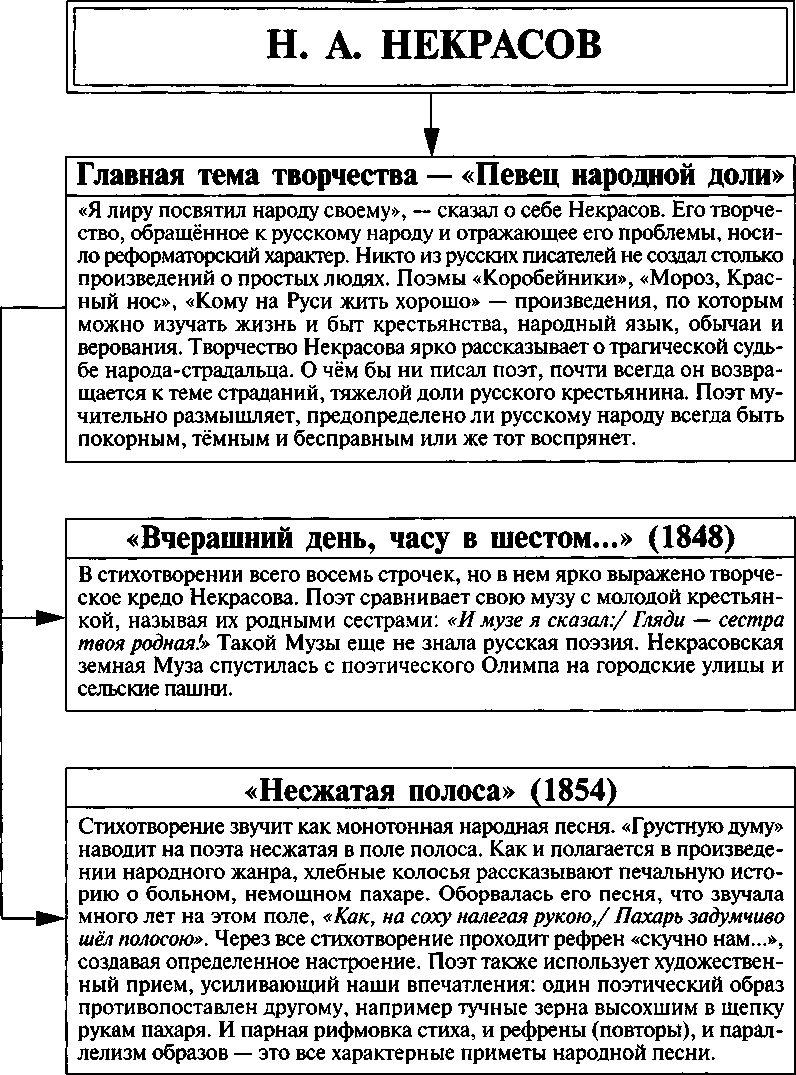 Н. А. НЕКРАСОВ
Главная тема творчества — «Певец народной доли»
«Я лиру посвятил народу своему», — сказал о себе Некрасов. Его творче-
ство, обращённое к русскому народу и отражающее его проблемы, носи-
ло реформаторский характер. Никто из русских писателей не создал столько
произведений о простых людях. Поэмы «Коробейники», «Мороз, Крас-
ный нос», «Кому на Руси жить хорошо» — произведения, по которым
можно изучать жизнь и быт крестьянства, народный язык, обычаи и
верования. Творчество Некрасова ярко рассказывает о трагической судь-
бе народа-страдальца. О чём бы ни писал поэт, почти всегда он возвра-
щается к теме страданий, тяжелой доли русского крестьянина. Поэт му-
чительно размышляет, предопределено ли русскому народу всегда быть
покорным, тёмным и бесправным или же тот воспрянет.
«Вчерашний день, часу в шестом...» (1848)
В стихотворении всего восемь строчек, но в нем ярко выражено творче-
ское кредо Некрасова. Поэт сравнивает свою музу с молодой крестьян-
кой, называя их родными сестрами: «И музе я сказал:/ Гляди — сестра
твоя родная!» Такой Музы еще не знала русская поэзия. Некрасовская
земная Муза спустилась с поэтического Олимпа на городские улицы и
сельские пашни.
«Несжатая полоса» (1854)
Стихотворение звучит как монотонная народная песня. «Грустную думу»
наводит на поэта несжатая в поле полоса. Как и полагается в произведе-
нии народного жанра, хлебные колосья рассказывают печальную исто-
рию о больном, немощном пахаре. Оборвалась его песня, что звучала
много лет на этом поле, «Как, на соху налегая рукою,/ Пахарь задумчиво
шёл полосою». Через все стихотворение проходит рефрен «скучно нам...»,
создавая определенное настроение. Поэт также использует художествен-
ный прием, усиливающий наши впечатления: один поэтический образ
противопоставлен другому, например тучные зерна высохшим в щепку
рукам пахаря. И парная рифмовка стиха, и рефрены (повторы), и парал-
лелизм образов — это все характерные приметы народной песни.